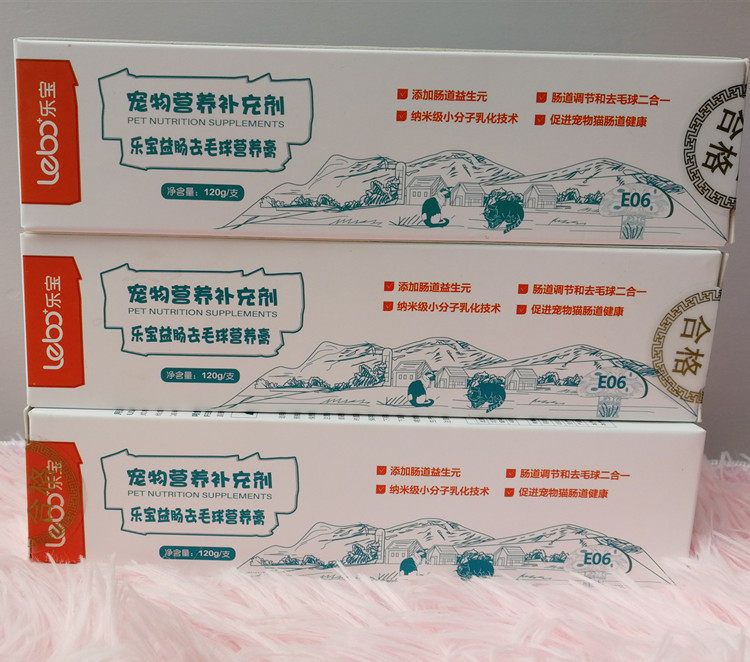 lebo+乐宝
宠物营养补充剂
PET NUTRITION SUPPLEMENTS
乐宝益肠去毛球营养膏
净含量：120g/支
添加肠道益生元
肠道调节和去毛球二合一
纳米级小分子乳化技术
促进宠物猫肠道健康
E06
合格
lebo+乐宝
宠物营养补充剂
PET NUTRITION SUPPLEMENTS
乐宝益肠去毛球营养膏
净含量：120g/支
添加肠道益生元
肠道调节和去毛球二合一
纳米级小分子乳化技术
促进宠物猫肠道健康
E06
合格
lebo+乐宝
合格
宠物营养补充剂
PET NUTRITION SUPPLEMENTS
乐宝益肠去毛球营养膏
净含量：120g/支
添加肠道益生元
肠道调节和去毛球二合一
纳米级小分子乳化技术
促进宠物猫肠道健康
E06